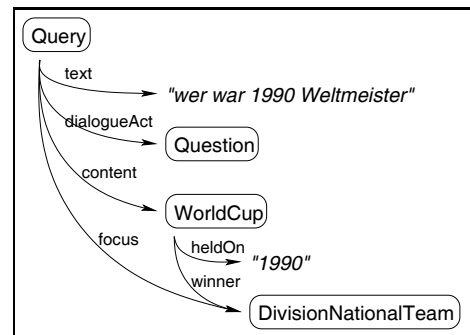 Query
text
"wer war 1990 Weltmeister"
dialogueAct
Question
content
WorldCup
focus
heldOn
"1990"
winner
DivisionNationalTeam